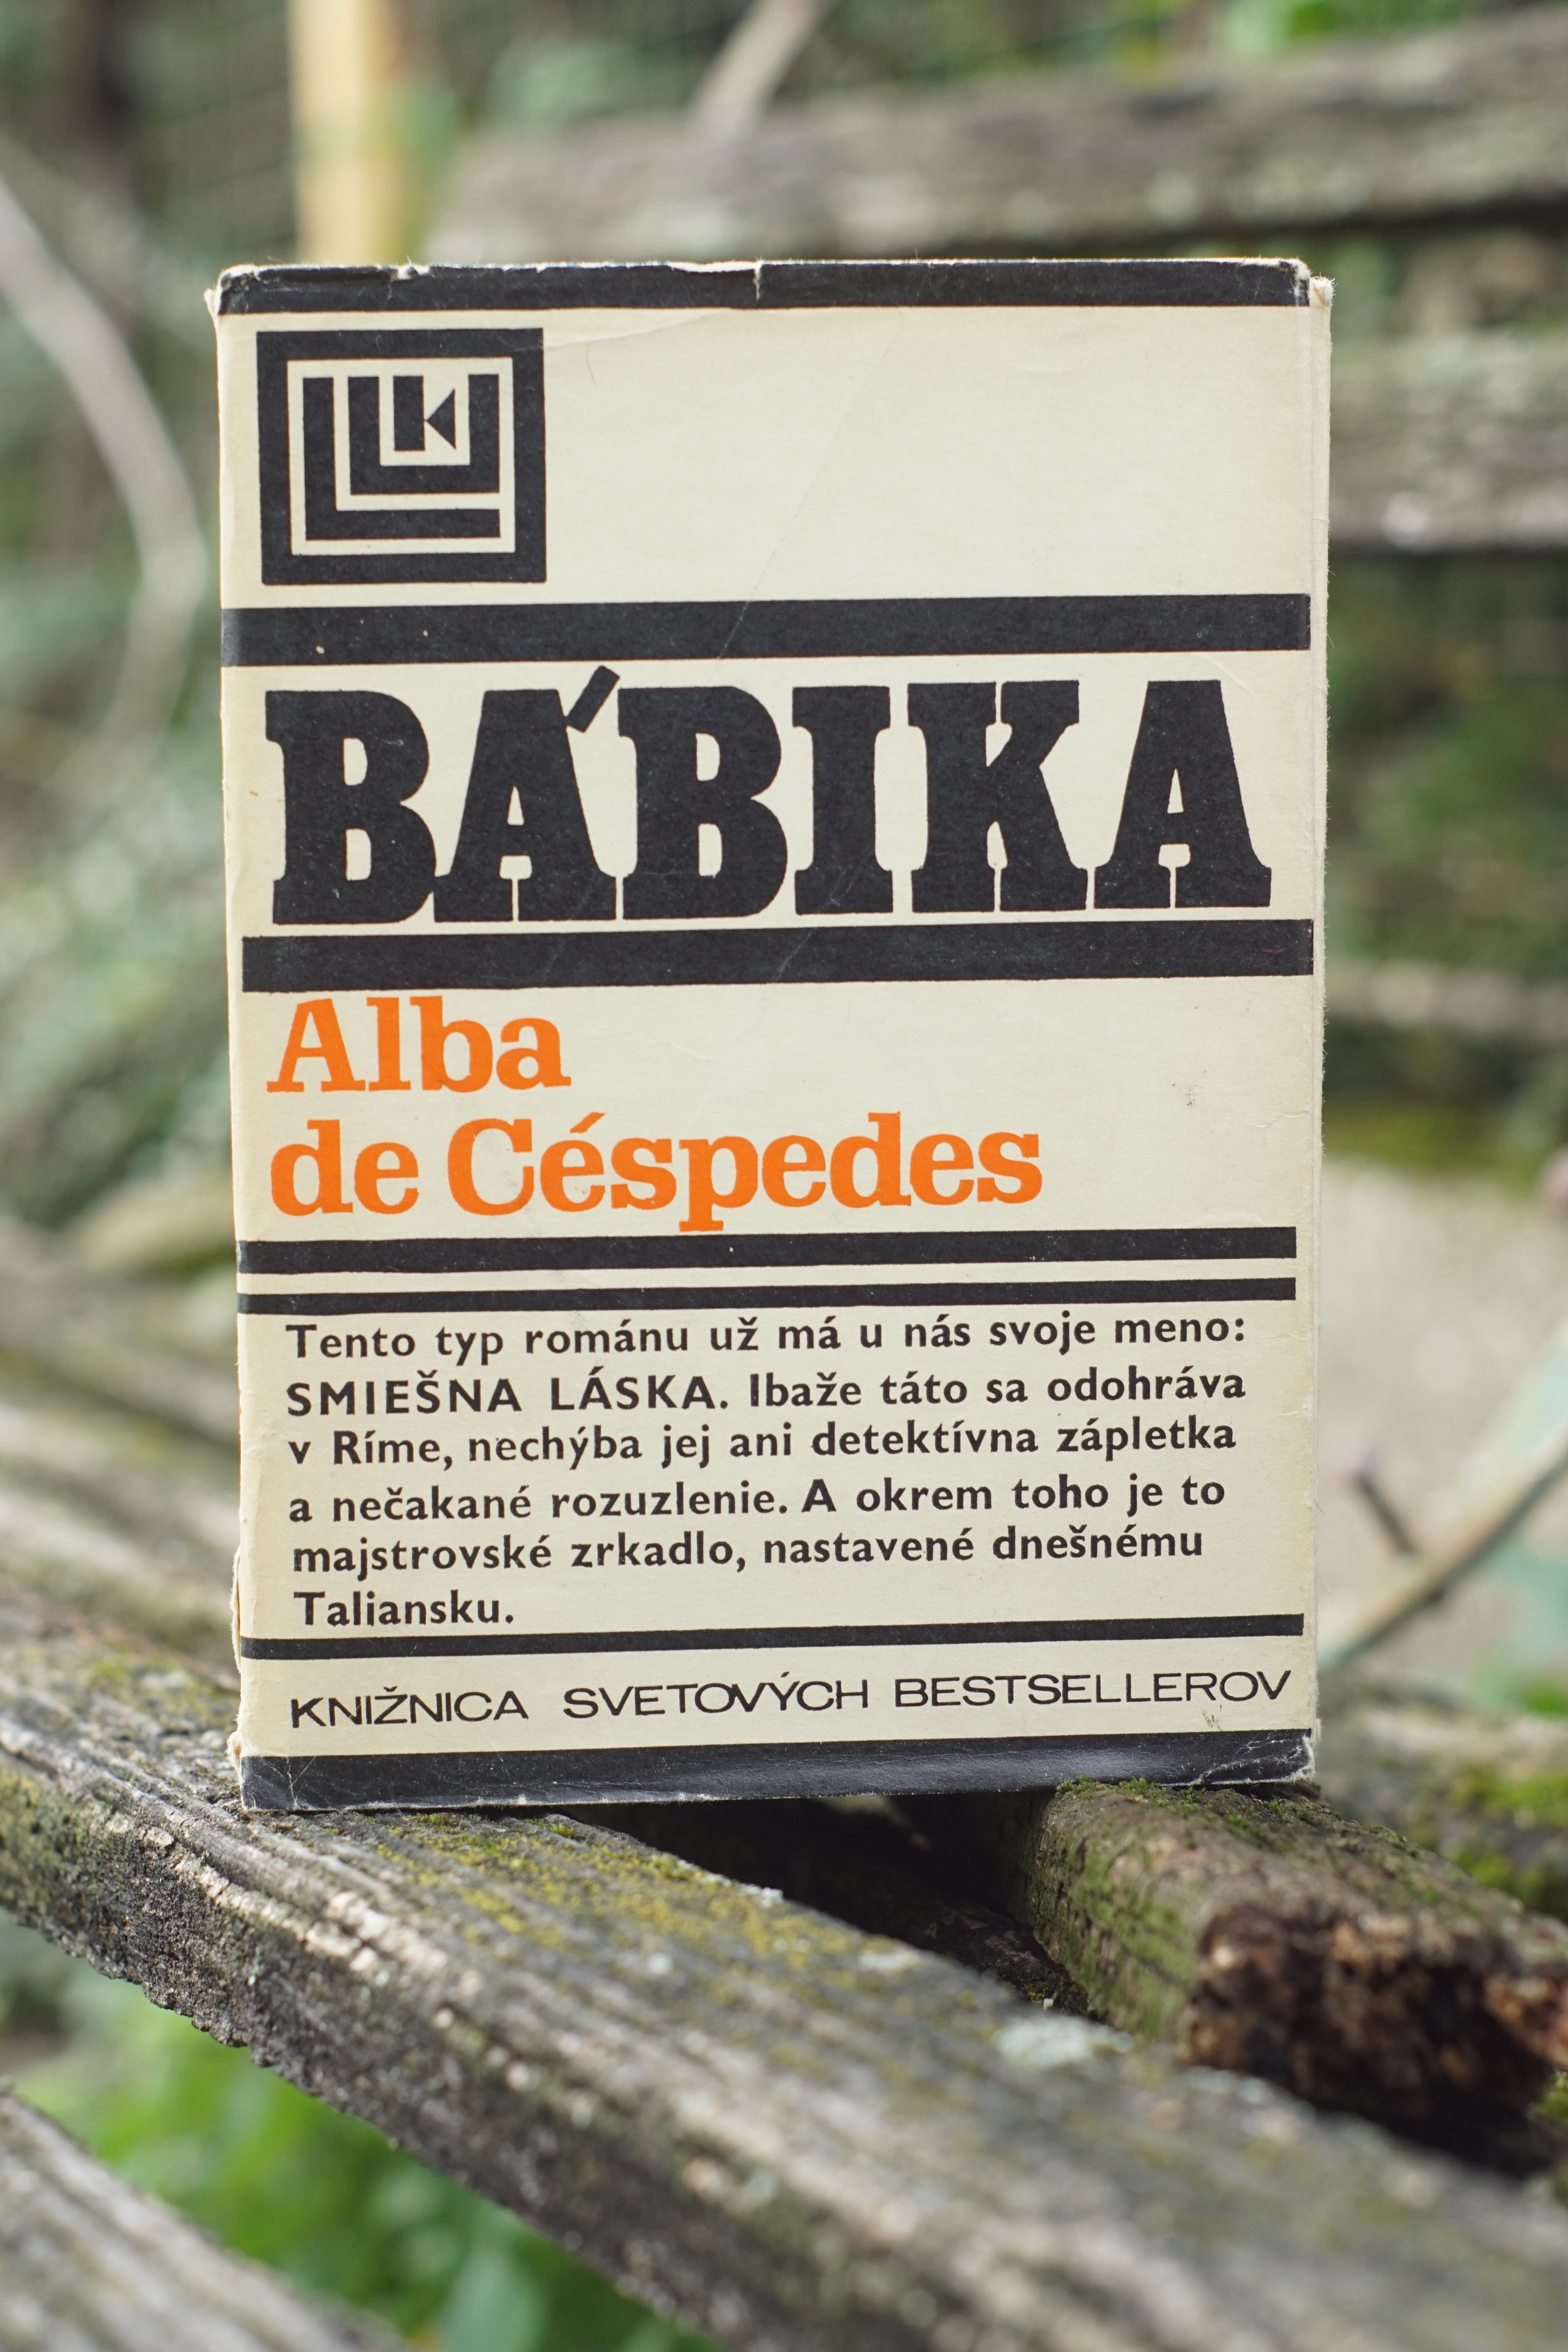 BÁBIKA
Alba
de Céspedes
Tento typ románu už má u nás svoje meno:
SMIEŠNA LÁSKA. Ibaže táto sa odohráva
v Ríme, nechýba jej ani detektívna zápletka
a nečakané rozuzlenie. A okrem toho je to
majstrovské zrkadlo, nastavené dnešnému
Taliansku.
KNIŽNICA SVETOVÝCH BESTSELLEROV